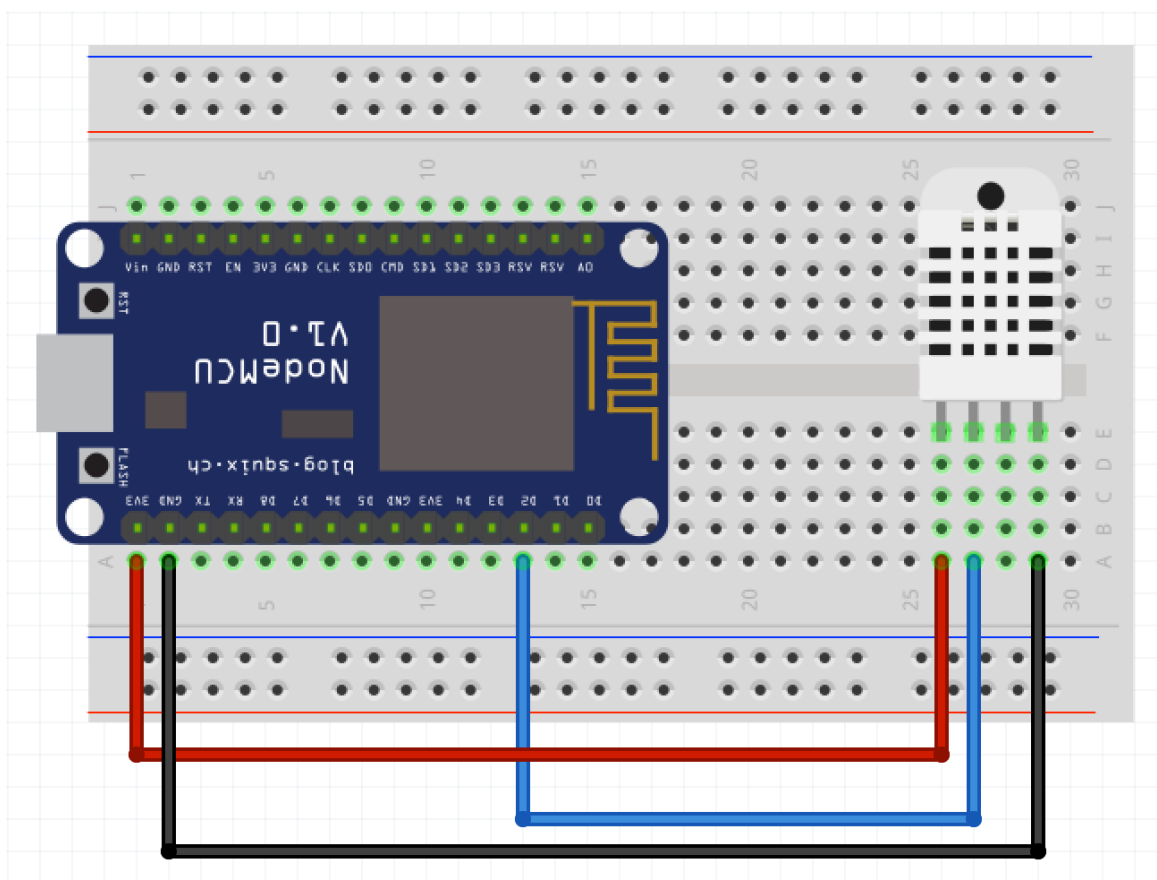 1 5 10 15 20 25 30
J J
Vin GND RST EN 3V3 GND CLK SD0 CMD SD1 SD2 SD3 RSV RSV A0
I
H
RST
G
V1.0
F
NodeMCU
E
FLASH
blog.squix.ch
D
3V3 GND TX RX D8 D7 D6 D5 GND 3V3 D4 D3 D2 D1 D0
C
B
A A
5 10 15 20 25 30